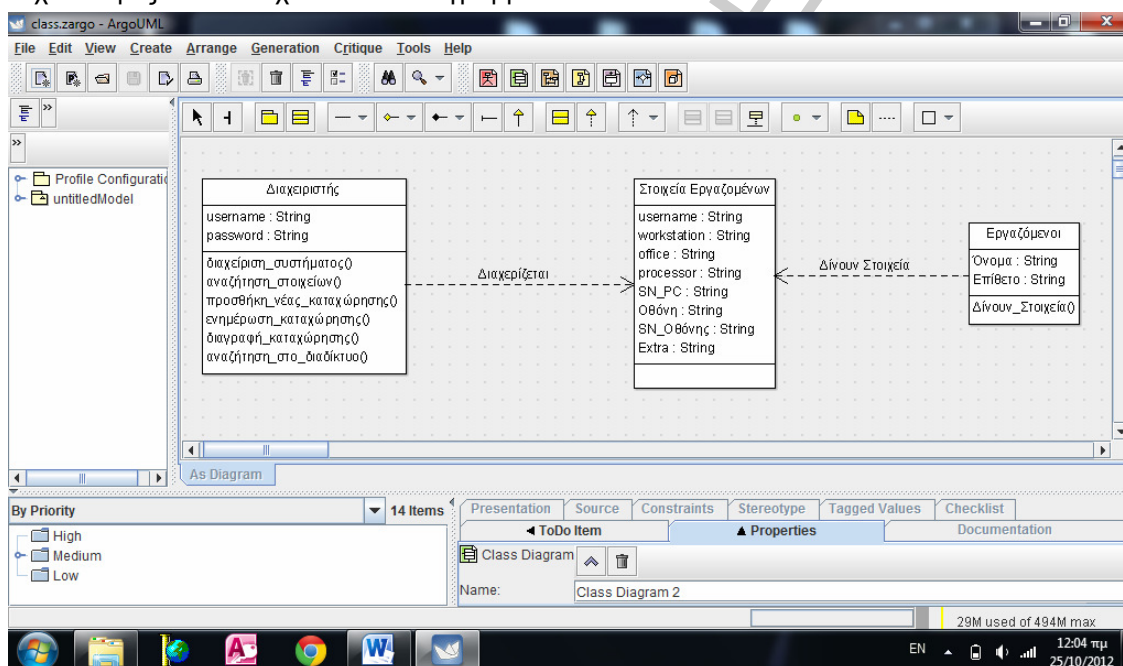 class.zargo - ArgoUML
File Edit View Create Arrange Generation Critique Tools Help
Profile Configuratio
untitledModel
Διαχειριστής
username : String
password : String
διαχείριση_συστήματος()
αναζήτηση_στοιχείων()
προσθήκη_νέας_καταχώρησης()
ενημέρωση_καταχώρησης()
διαγραφή_καταχώρησης()
αναζήτηση_στο_διαδίκτυο()
Διαχερίζεται
Στοιχεία Εργαζομένων
username : String
workstation : String
office : String
processor : String
SN_PC : String
Οθόνη : String
SN_Οθόνης : String
Extra : String
Δίνουν Στοιχεία
Εργαζόμενοι
Όνομα : String
Επίθετο : String
Δίνουν_Στοιχεία()
As Diagram
By Priority
14 Items
High
Medium
Low
Presentation Source Constraints Stereotype Tagged Values Checklist
ToDo Item Properties Documentation
Class Diagram
Name: Class Diagram 2
29M used of 494M max
EN
12:04 πμ
25/10/2012